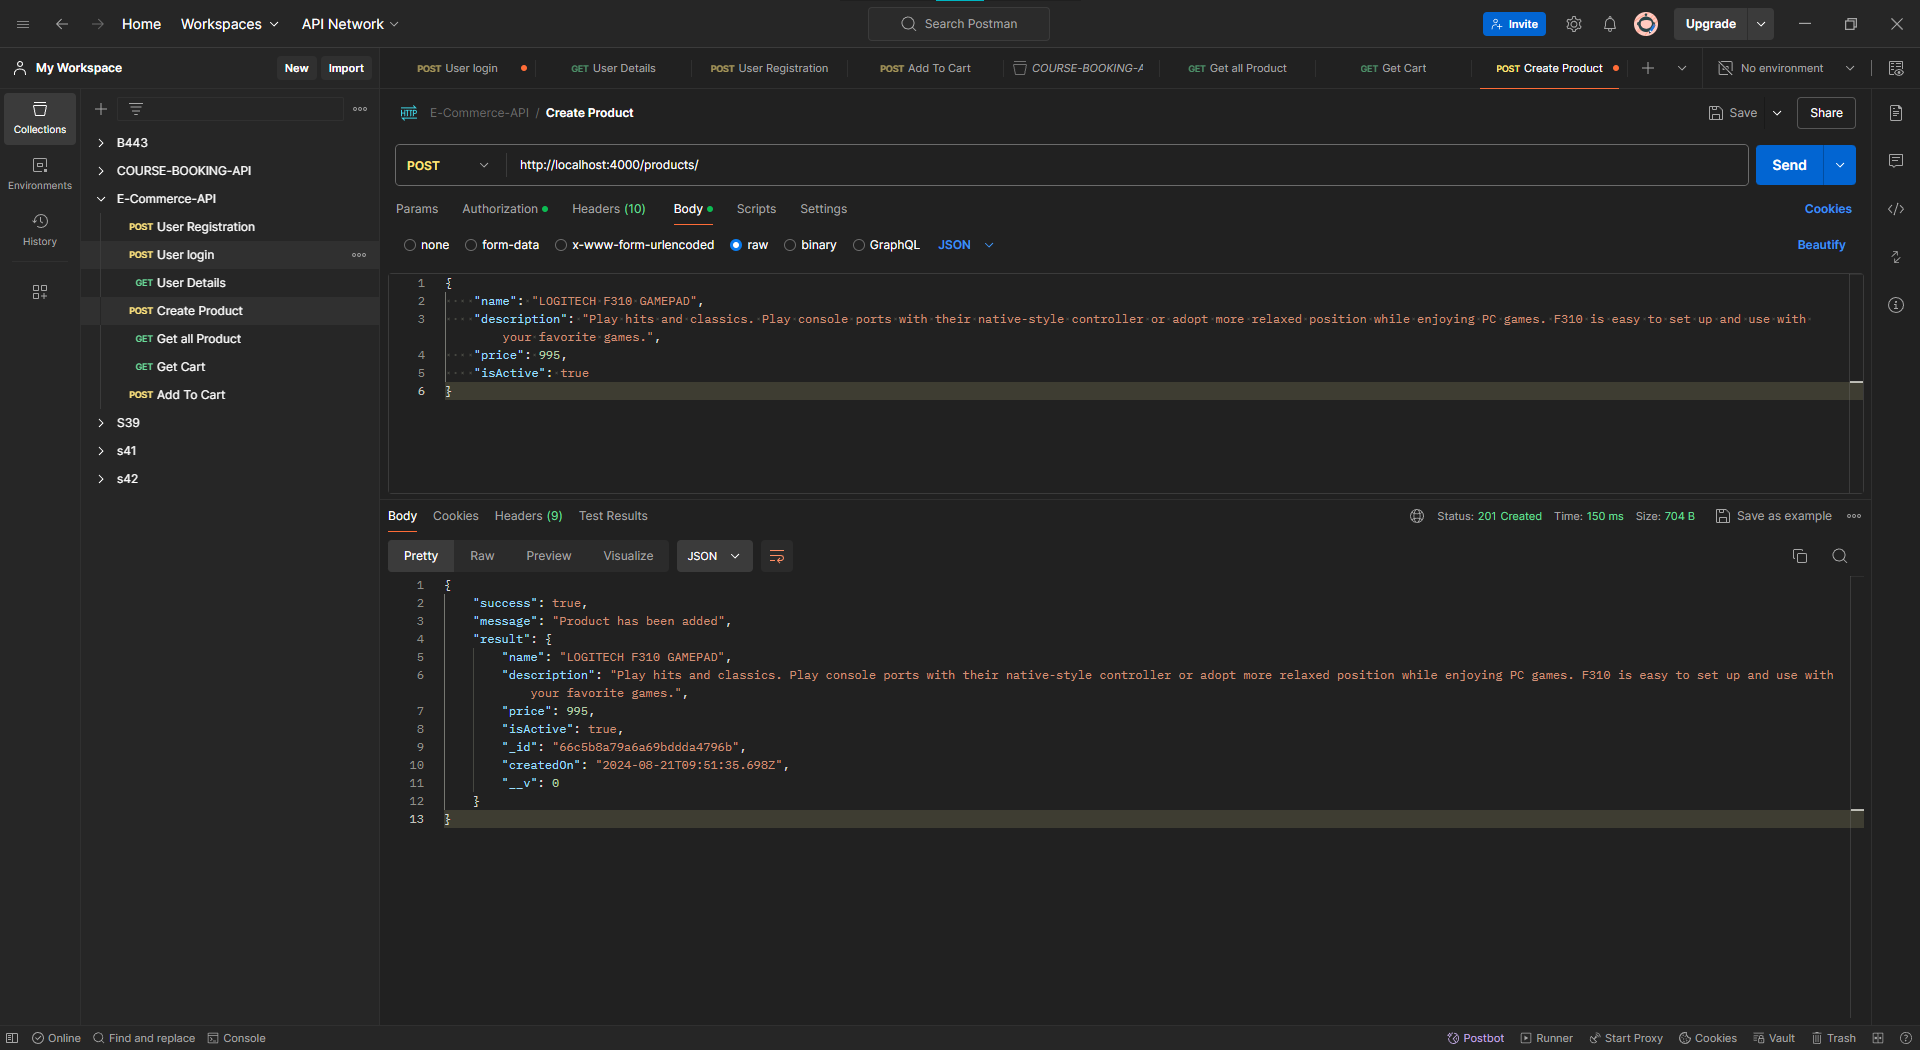 Home Workspaces API Network Search Postman Invite Upgrade
My Workspace New Import POST User login GET User Details POST User Registration POST Add To Cart COURSE-BOOKING-A GET Get all Product GET Get Cart POST Create Product No environment
Collections
Environments
History
B443
COURSE-BOOKING-API
E-Commerce-API
POST User Registration
POST User login
GET User Details
POST Create Product
GET Get all Product
GET Get Cart
POST Add To Cart
S39
s41
s42
HTTP E-Commerce-API / Create Product Save Share
POST http://localhost:4000/products/ Send
Params Authorization Headers (10) Body Scripts Settings Cookies
none form-data x-www-form-urlencoded raw binary GraphQL JSON Beautify
1 {
2 "name": "LOGITECH F310 GAMEPAD",
3 "description": "Play hits and classics. Play console ports with their native-style controller or adopt more relaxed position while enjoying PC games. F310 is easy to set up and use with
your favorite games.",
4 "price": 995,
5 "isActive": true
6 }
Body Cookies Headers (9) Test Results Status: 201 Created Time: 150 ms Size: 704 B Save as example
Pretty Raw Preview Visualize JSON
1 {
2 "success": true,
3 "message": "Product has been added",
4 "result": {
5 "name": "LOGITECH F310 GAMEPAD",
6 "description": "Play hits and classics. Play console ports with their native-style controller or adopt more relaxed position while enjoying PC games. F310 is easy to set up and use with
your favorite games.",
7 "price": 995,
8 "isActive": true,
9 "_id": "66c5b8a79a6a69bddda4796b",
10 "createdOn": "2024-08-21T09:51:35.698Z",
11 "__v": 0
12 }
13 }
Online Find and replace Console Postbot Runner Start Proxy Cookies Vault Trash